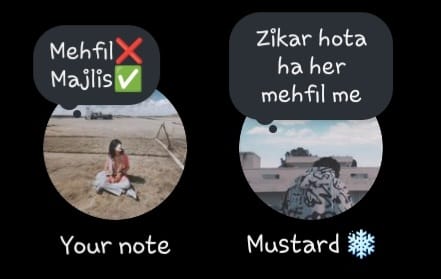 Mehfil❌
Majlis✅
Zikar hota
ha her
mehfil me
Your note
Mustard ❄️